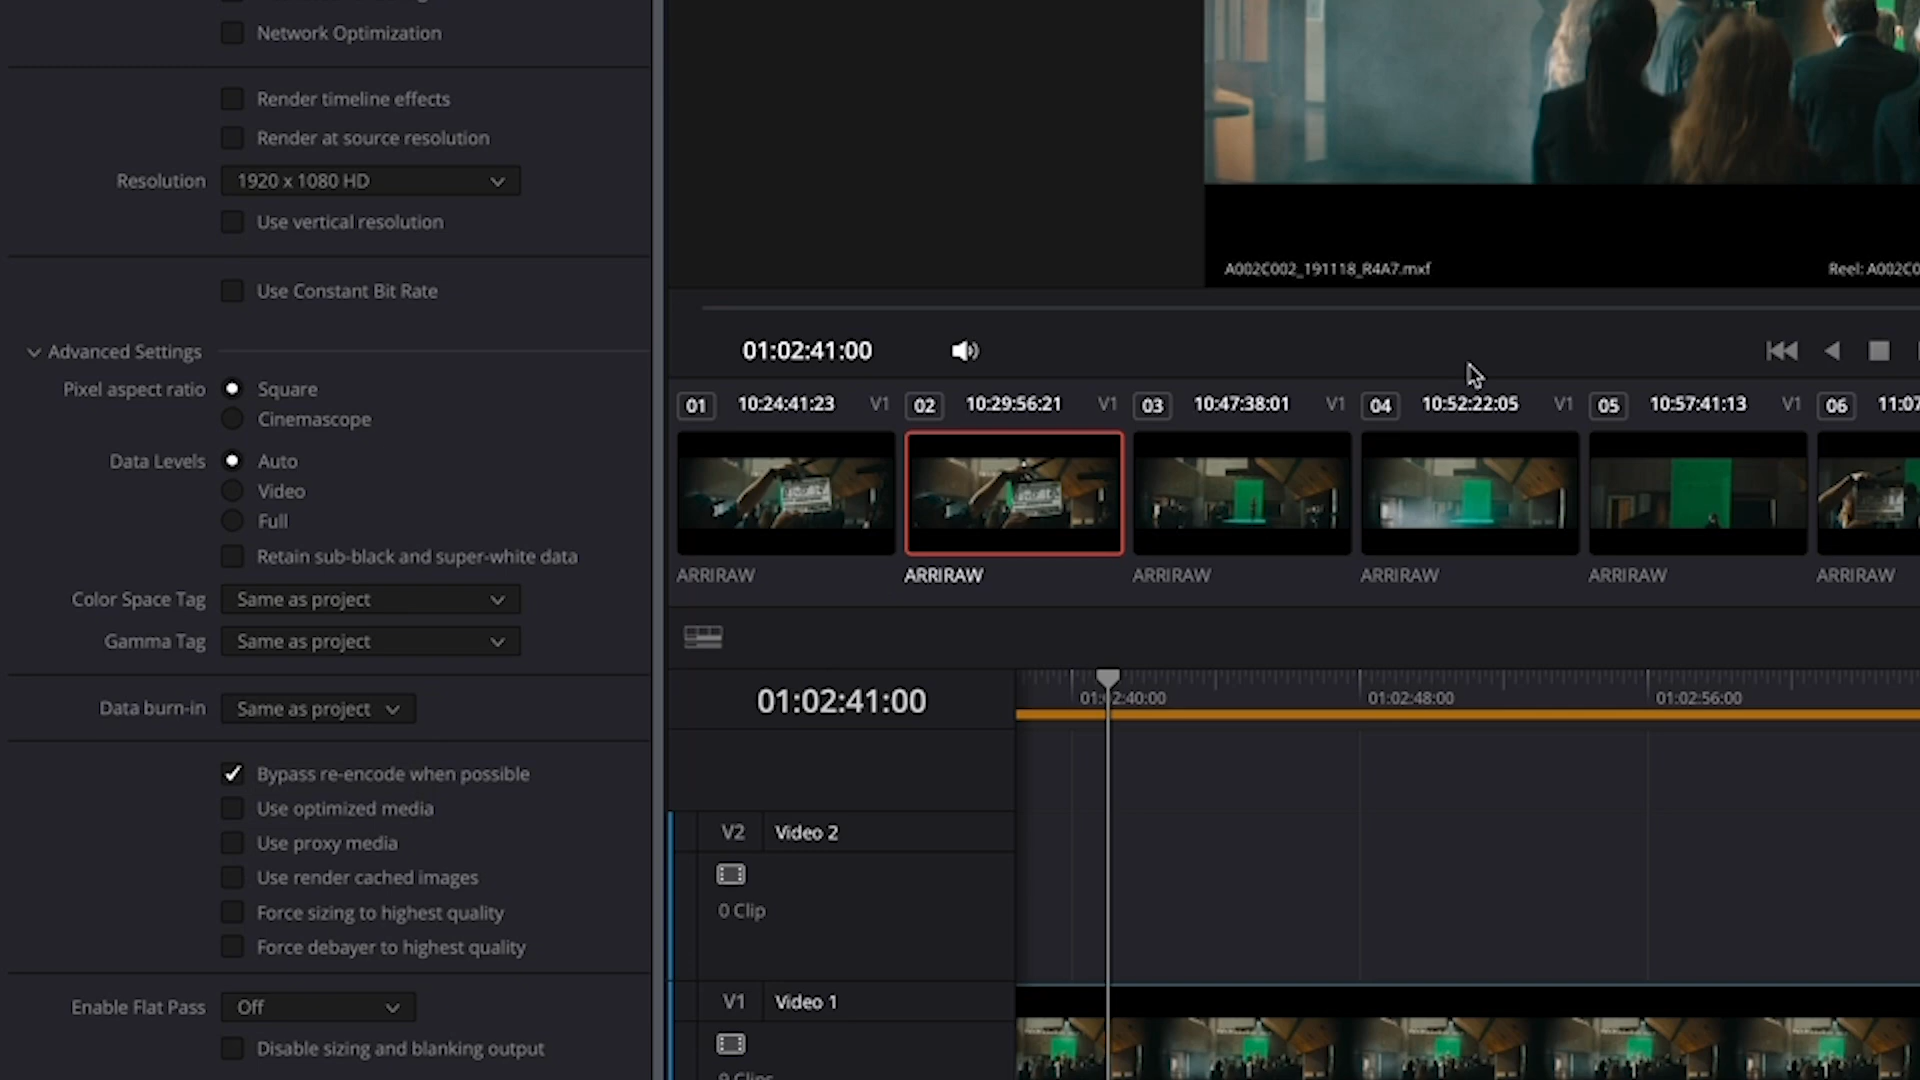 Network Optimization
Render timeline effects
Render at source resolution
Resolution 1920 x 1080 HD
Use vertical resolution
Use Constant Bit Rate
Advanced Settings
Pixel aspect ratio Square
Cinemascope
Data Levels Auto
Video
Full
Retain sub-black and super-white data
Color Space Tag Same as project
Gamma Tag Same as project
Data burn-in Same as project
Bypass re-encode when possible
Use optimized media
Use proxy media
Use render cached images
Force sizing to highest quality
Force debayer to highest quality
Enable Flat Pass Off
Disable sizing and blanking output
A002C002_191118_R4A7.mxf Reel: A002C0
01:02:41:00
01 10:24:41:23 V1 02 10:29:56:21 V1 03 10:47:38:01 V1 04 10:52:22:05 V1 05 10:57:41:13 V1 06 11:07
ARRIRAW ARRIRAW ARRIRAW ARRIRAW ARRIRAW ARRIRAW
01:02:41:00
01:02:40:00 01:02:48:00 01:02:56:00
V2 Video 2
0 Clip
V1 Video 1